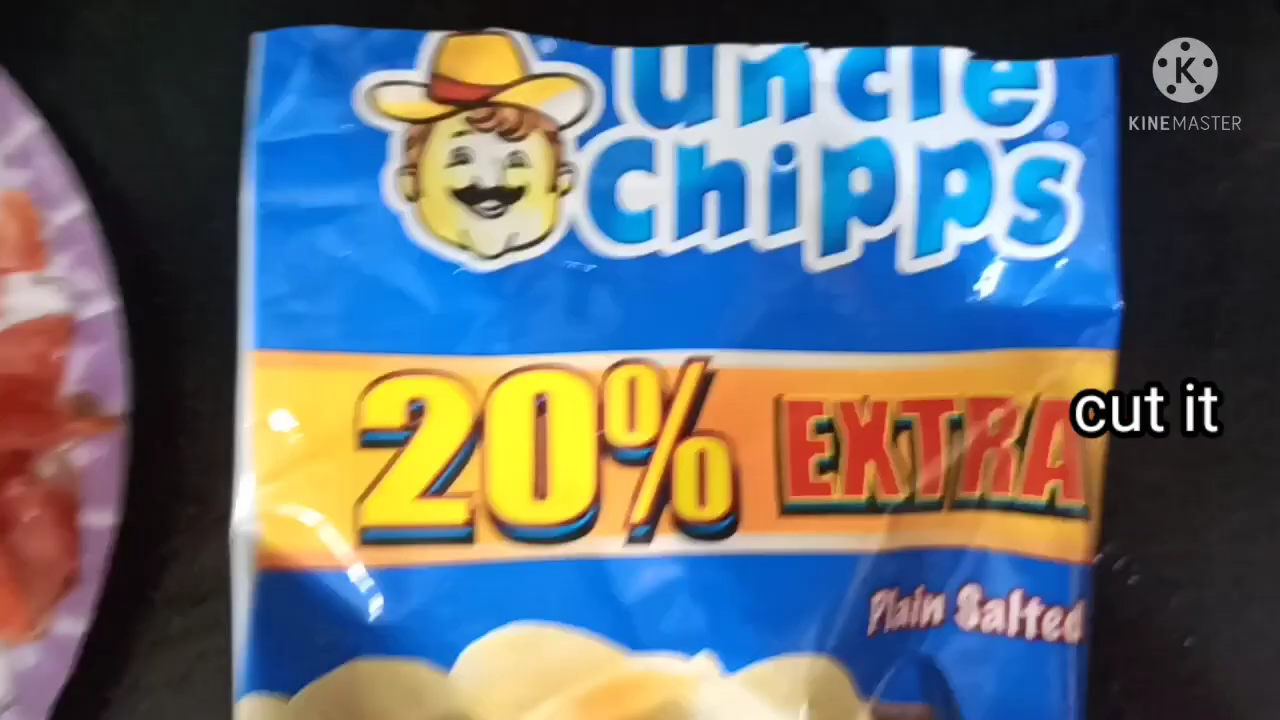 uncle
Chipps
20% EXTRA
Plain Salted
cut it
K
KINEMASTER